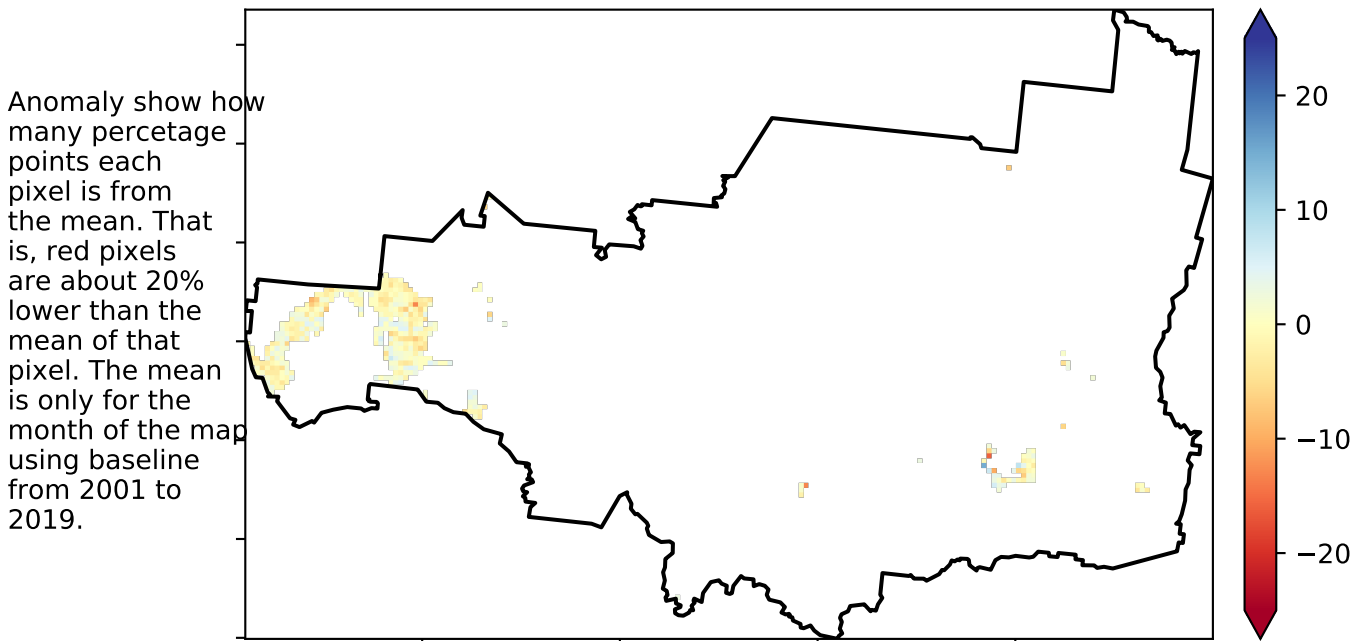 Anomaly show how
many percetage
points each
pixel is from
the mean. That
is, red pixels
are about 20%
lower than the
mean of that
pixel. The mean
is only for the
month of the map
using baseline
from 2001 to
2019.
20
10
0
−10
−20